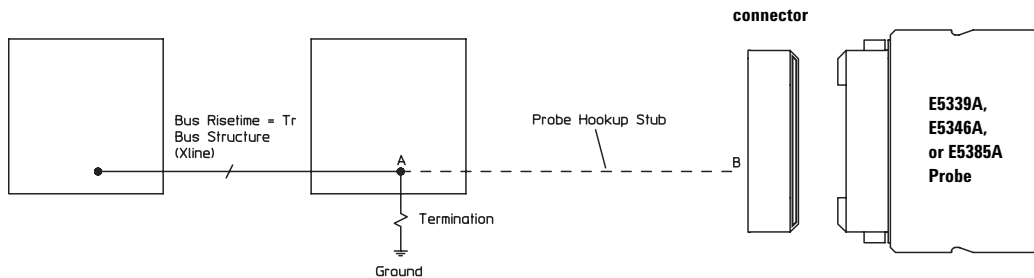 connector
Bus Risetime = Tr
Bus Structure
(Xline)
A
Probe Hookup Stub
B
E5339A,
E5346A,
or E5385A
Probe
Termination
Ground